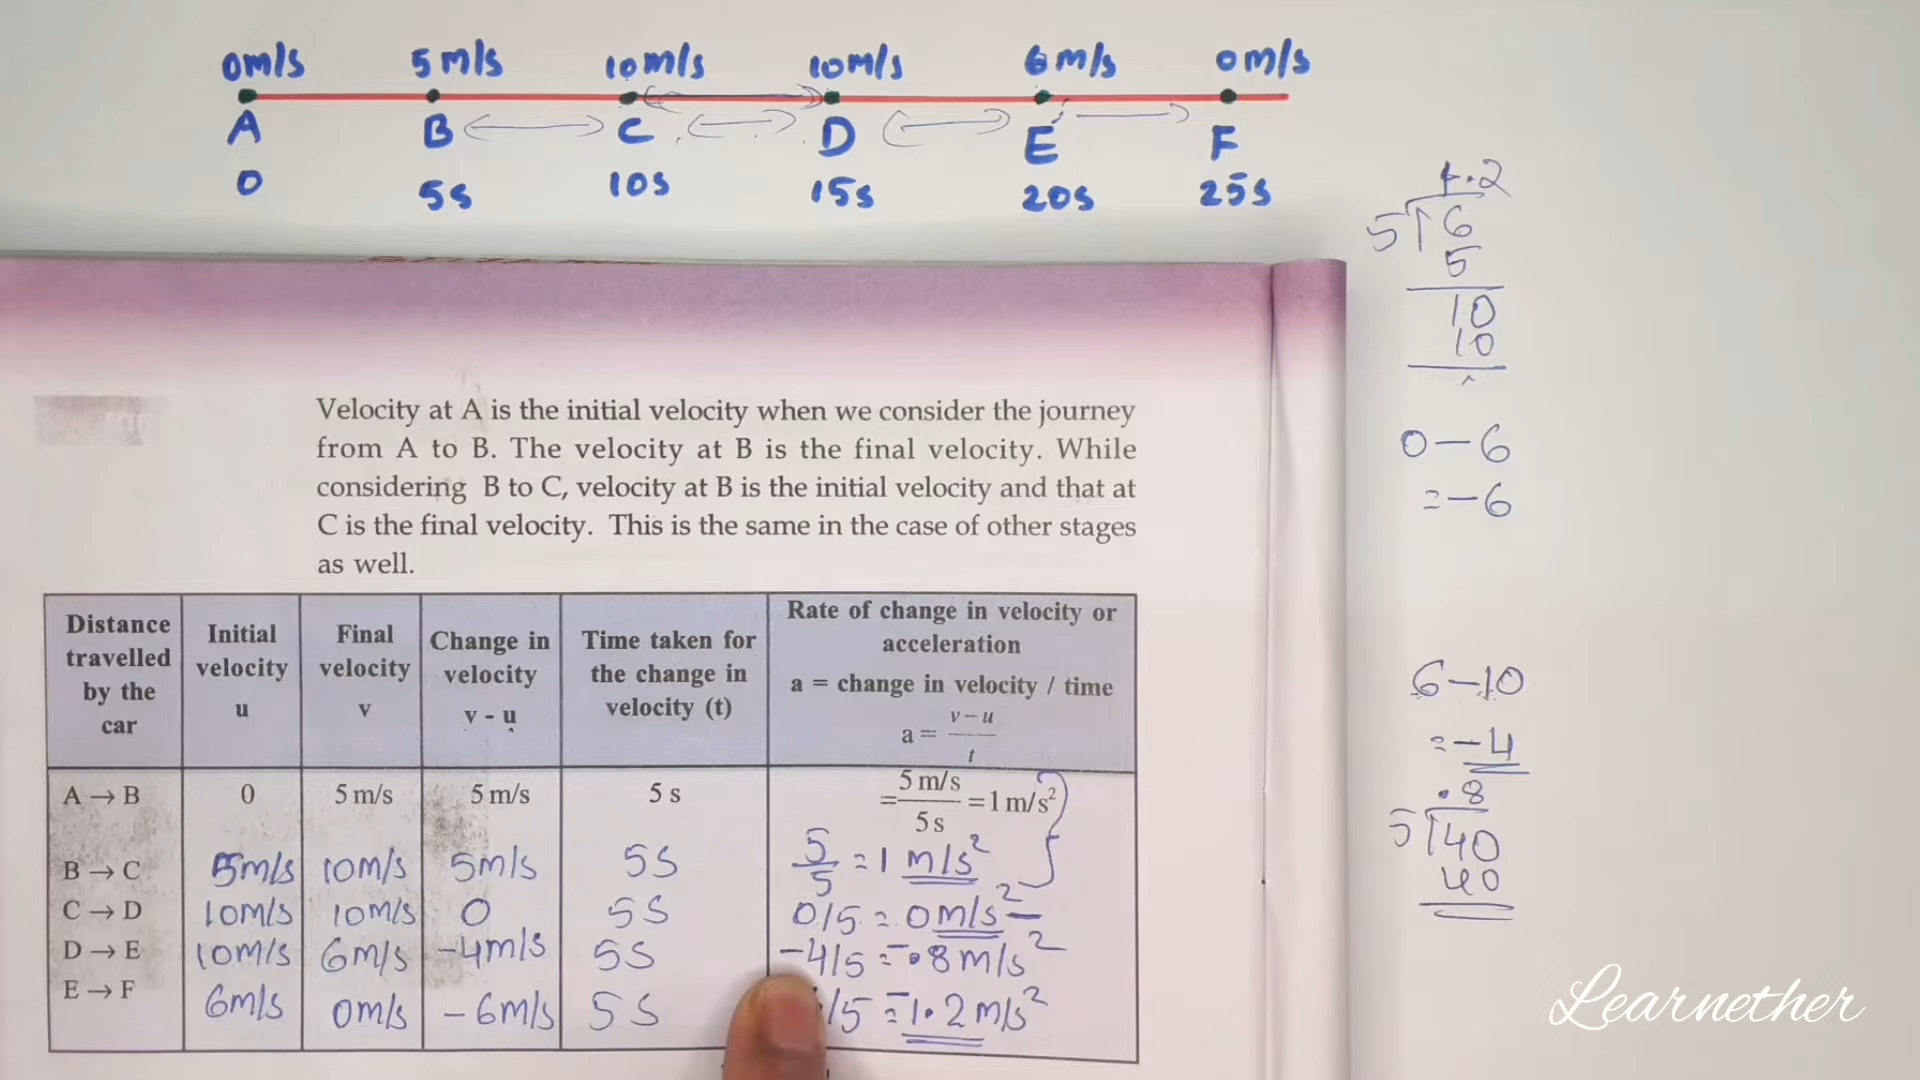 0m/s 5m/s 10m/s 10m/s 6m/s 0m/s
A B C D E F
0 5s 10s 15s 20s 25s
1.2
5 6
5
10
10
0-6
=-6
6-10
=-4
.8
5 40
40
Velocity at A is the initial velocity when we consider the journey
from A to B. The velocity at B is the final velocity. While
considering B to C, velocity at B is the initial velocity and that at
C is the final velocity. This is the same in the case of other stages
as well.
Distance travelled by the car
Initial velocity u
Final velocity v
Change in velocity v - u
Time taken for the change in velocity (t)
Rate of change in velocity or acceleration
a = change in velocity / time
a = v - u / t
A → B 0 5 m/s 5 m/s 5 s = 5 m/s / 5 s = 1 m/s²
B → C 5m/s 10m/s 5m/s 5S 5/5 = 1 m/s²
C → D 10m/s 10m/s 0 5S 0/5 = 0 m/s²
D → E 10m/s 6m/s -4m/s 5S -4/5 = -.8 m/s²
E → F 6m/s 0m/s -6m/s 5S /5 = -1.2 m/s²
Learnether